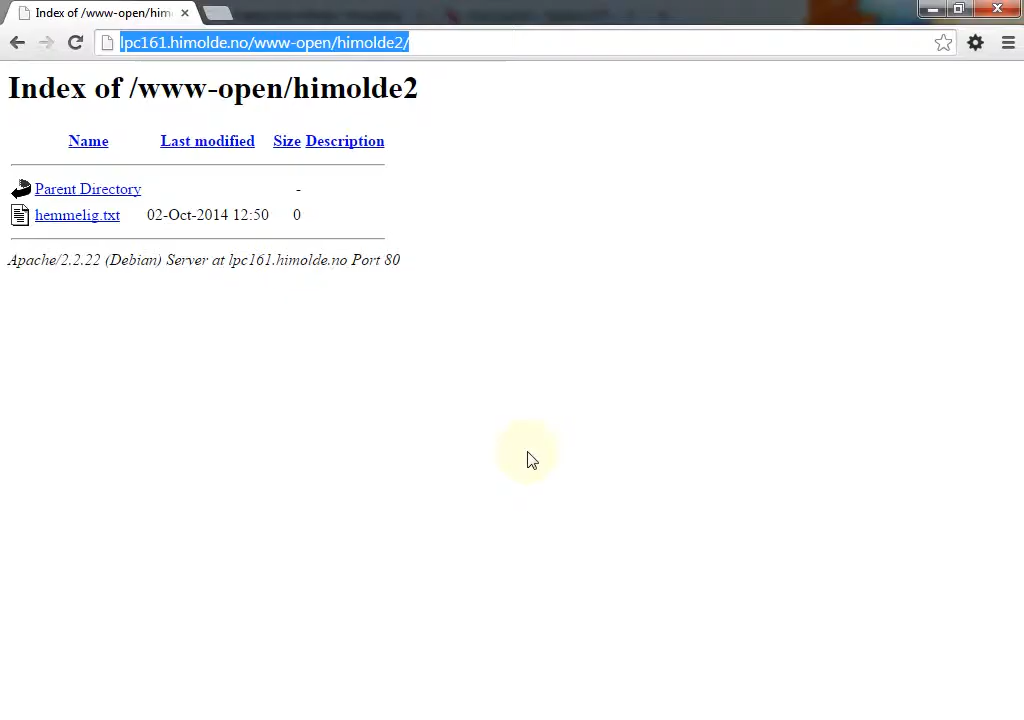 Index of /www-open/him
lpc161.himolde.no/www-open/himolde2/
Index of /www-open/himolde2
Name Last modified Size Description
Parent Directory -
hemmelig.txt 02-Oct-2014 12:50 0
Apache/2.2.22 (Debian) Server at lpc161.himolde.no Port 80